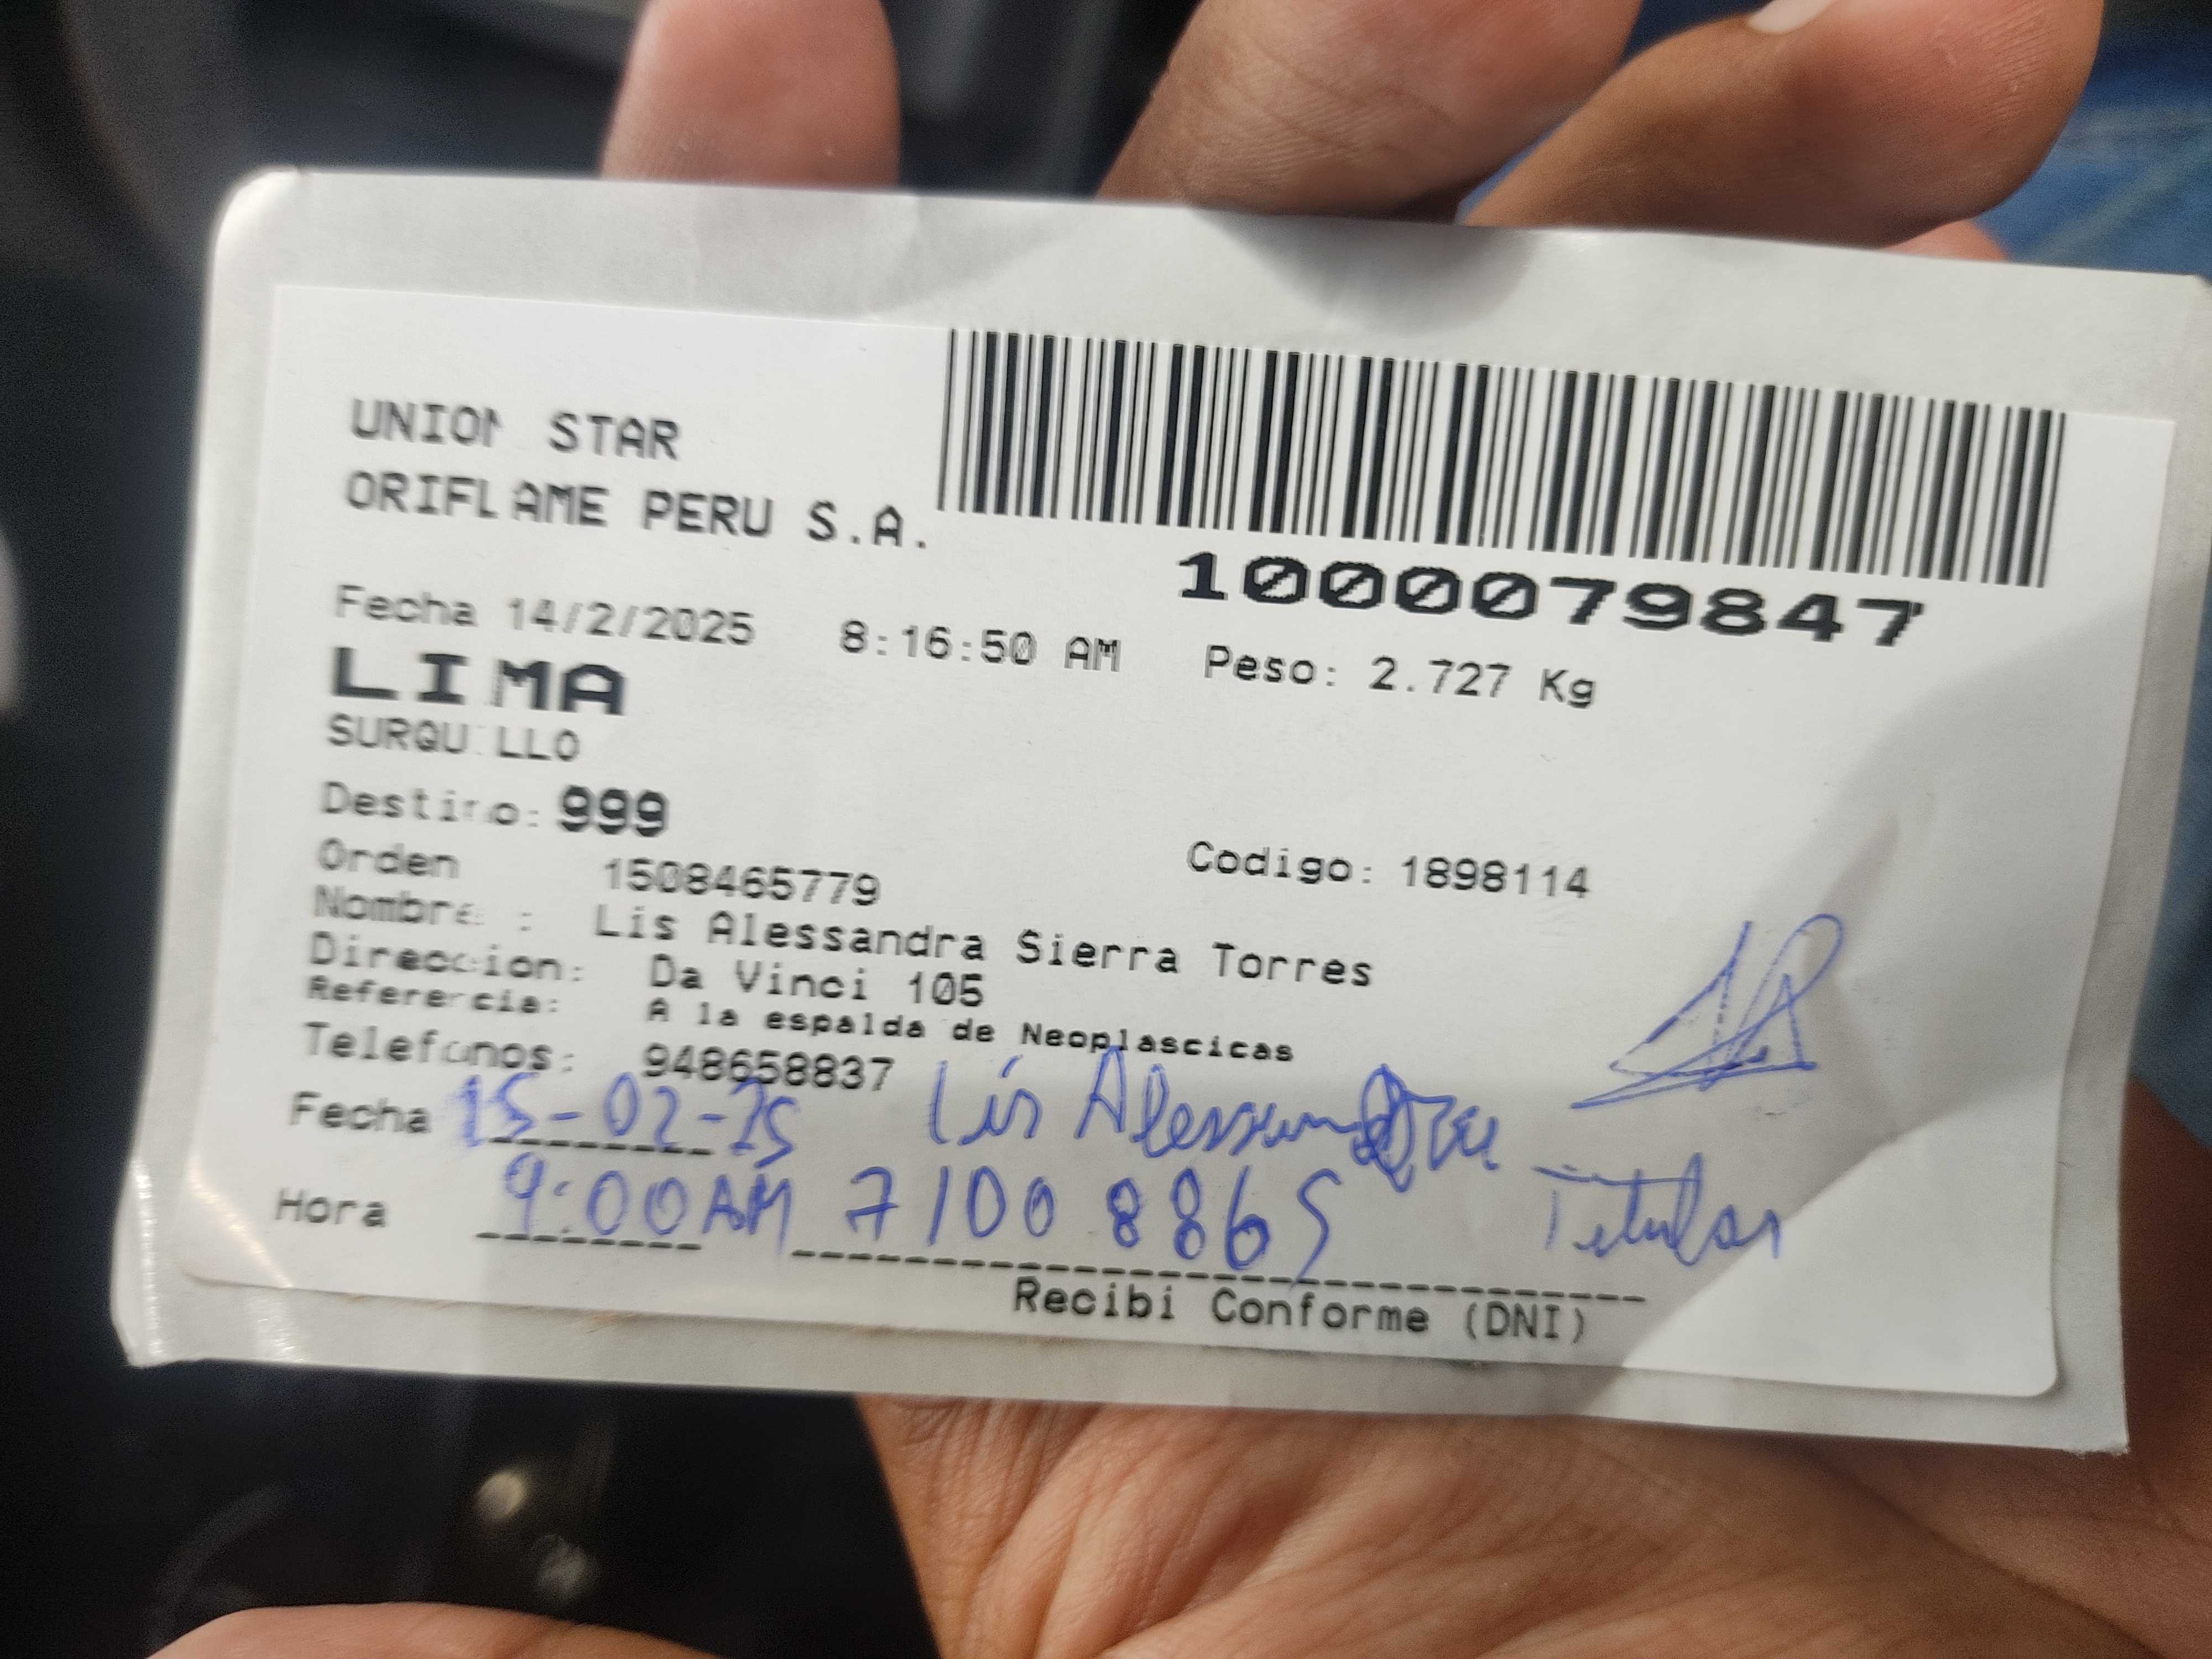 UNION STAR
ORIFLAME PERU S.A.
1000079847
Fecha 14/2/2025 8:16:50 AM Peso: 2.727 Kg
LIMA
SURQUILLO
Destino: 999
Orden 1508465779 Codigo: 1898114
Nombre : Lis Alessandra Sierra Torres
Direccion: Da Vinci 105
Referencia: A la espalda de Neoplascicas
Telefonos: 948658837
Fecha 15-02-25 Lis Alessandra
Hora 9:00AM 71008865 Titular
Recibi Conforme (DNI)